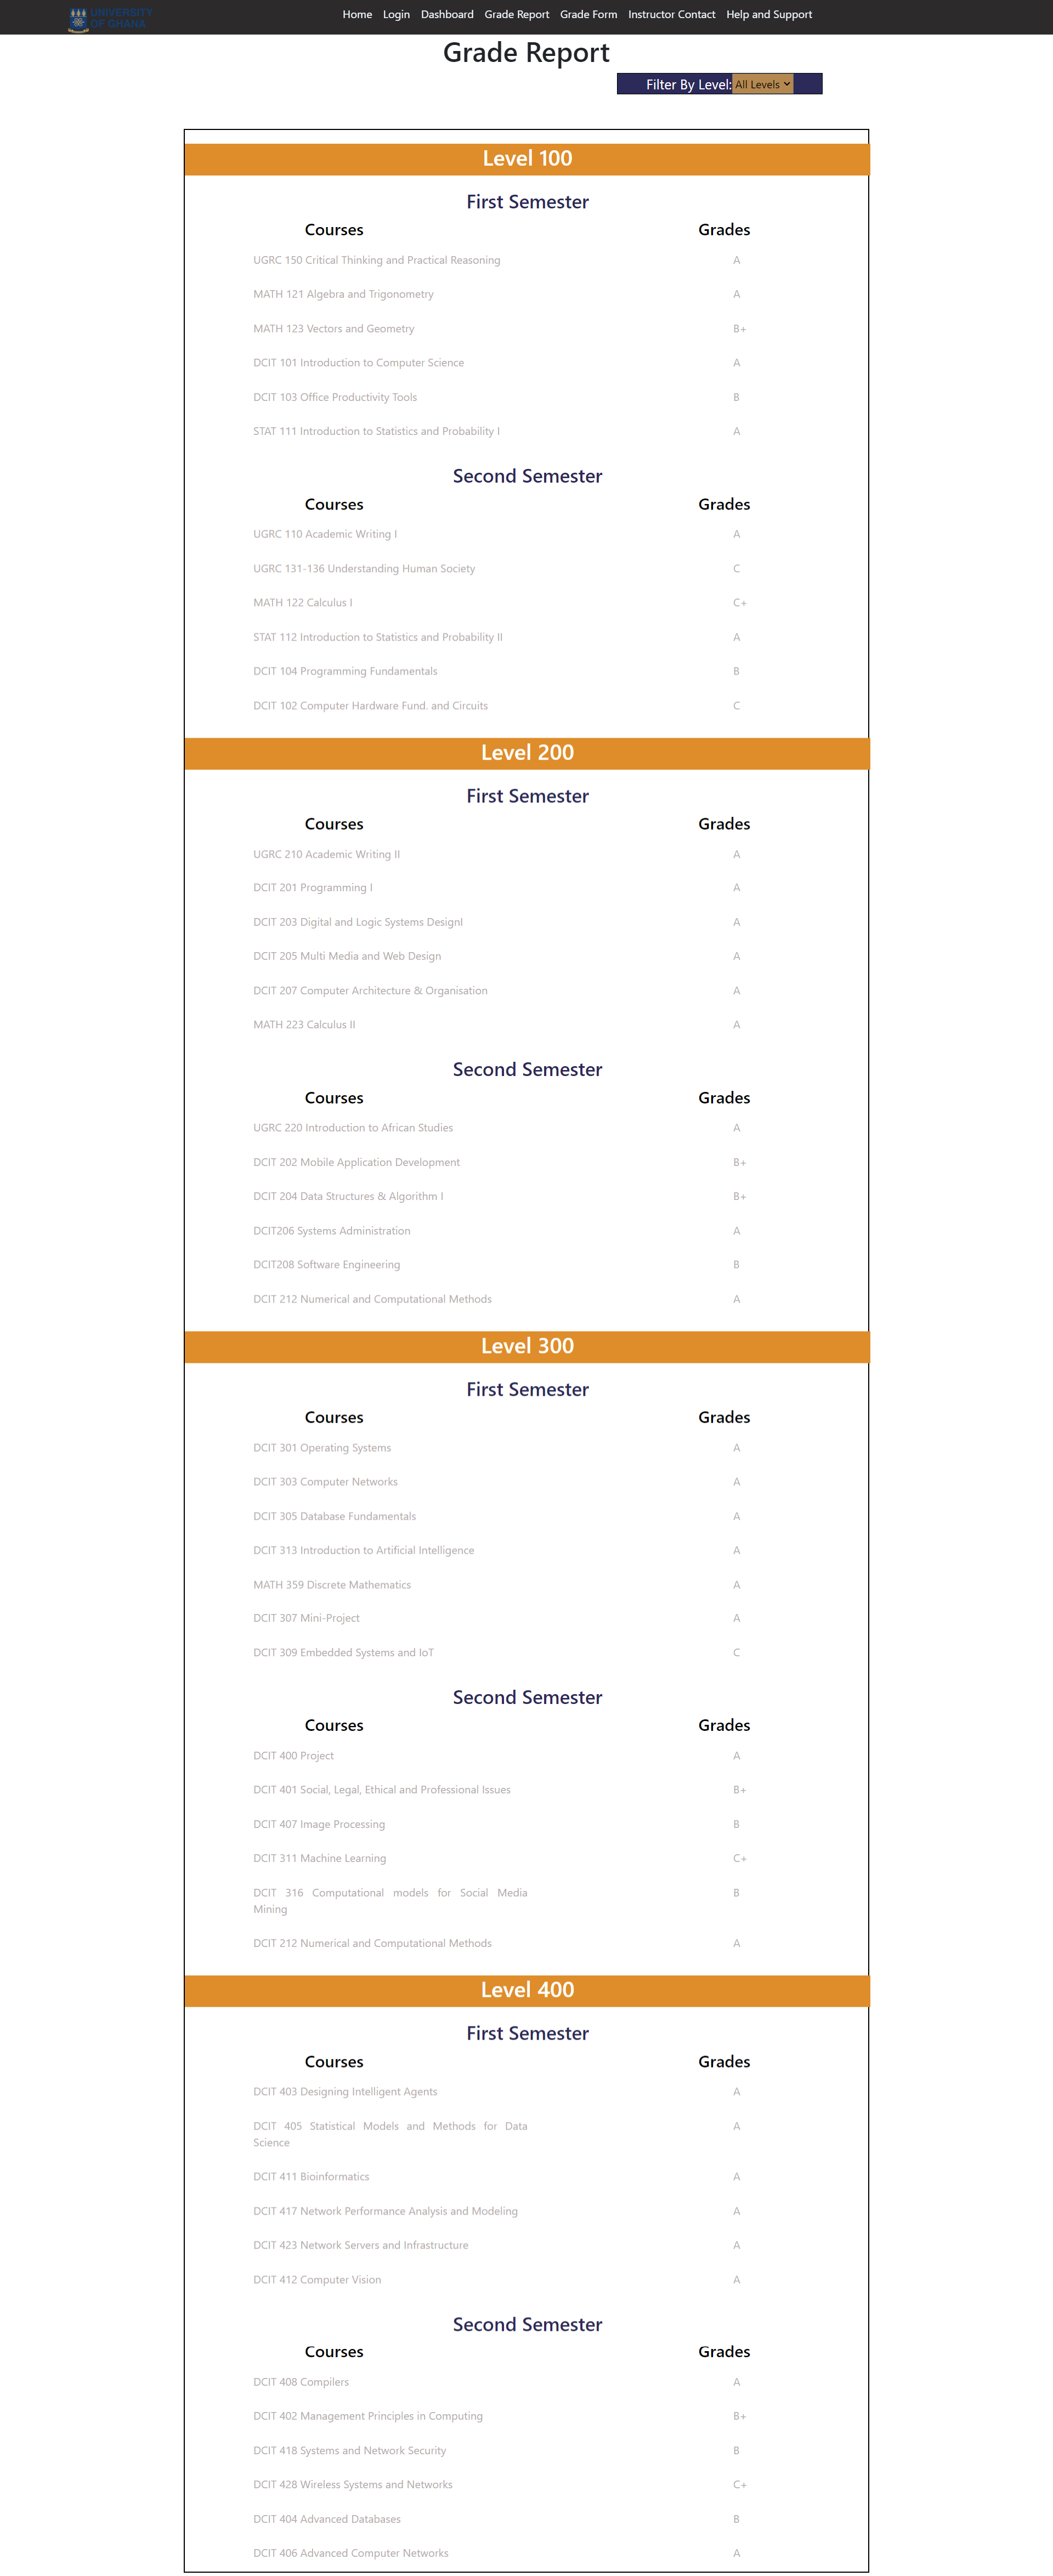 UNIVERSITY
OF GHANA
Home Login Dashboard Grade Report Grade Form Instructor Contact Help and Support
Grade Report
Filter By Level: All Levels
Level 100
First Semester
Courses Grades
UGRC 150 Critical Thinking and Practical Reasoning A
MATH 121 Algebra and Trigonometry A
MATH 123 Vectors and Geometry B+
DCIT 101 Introduction to Computer Science A
DCIT 103 Office Productivity Tools B
STAT 111 Introduction to Statistics and Probability I A
Second Semester
Courses Grades
UGRC 110 Academic Writing I A
UGRC 131-136 Understanding Human Society C
MATH 122 Calculus I C+
STAT 112 Introduction to Statistics and Probability II A
DCIT 104 Programming Fundamentals B
DCIT 102 Computer Hardware Fund. and Circuits C
Level 200
First Semester
Courses Grades
UGRC 210 Academic Writing II A
DCIT 201 Programming I A
DCIT 203 Digital and Logic Systems DesignI A
DCIT 205 Multi Media and Web Design A
DCIT 207 Computer Architecture & Organisation A
MATH 223 Calculus II A
Second Semester
Courses Grades
UGRC 220 Introduction to African Studies A
DCIT 202 Mobile Application Development B+
DCIT 204 Data Structures & Algorithm I B+
DCIT206 Systems Administration A
DCIT208 Software Engineering B
DCIT 212 Numerical and Computational Methods A
Level 300
First Semester
Courses Grades
DCIT 301 Operating Systems A
DCIT 303 Computer Networks A
DCIT 305 Database Fundamentals A
DCIT 313 Introduction to Artificial Intelligence A
MATH 359 Discrete Mathematics A
DCIT 307 Mini-Project A
DCIT 309 Embedded Systems and IoT C
Second Semester
Courses Grades
DCIT 400 Project A
DCIT 401 Social, Legal, Ethical and Professional Issues B+
DCIT 407 Image Processing B
DCIT 311 Machine Learning C+
DCIT 316 Computational models for Social Media B
Mining
DCIT 212 Numerical and Computational Methods A
Level 400
First Semester
Courses Grades
DCIT 403 Designing Intelligent Agents A
DCIT 405 Statistical Models and Methods for Data A
Science
DCIT 411 Bioinformatics A
DCIT 417 Network Performance Analysis and Modeling A
DCIT 423 Network Servers and Infrastructure A
DCIT 412 Computer Vision A
Second Semester
Courses Grades
DCIT 408 Compilers A
DCIT 402 Management Principles in Computing B+
DCIT 418 Systems and Network Security B
DCIT 428 Wireless Systems and Networks C+
DCIT 404 Advanced Databases B
DCIT 406 Advanced Computer Networks A